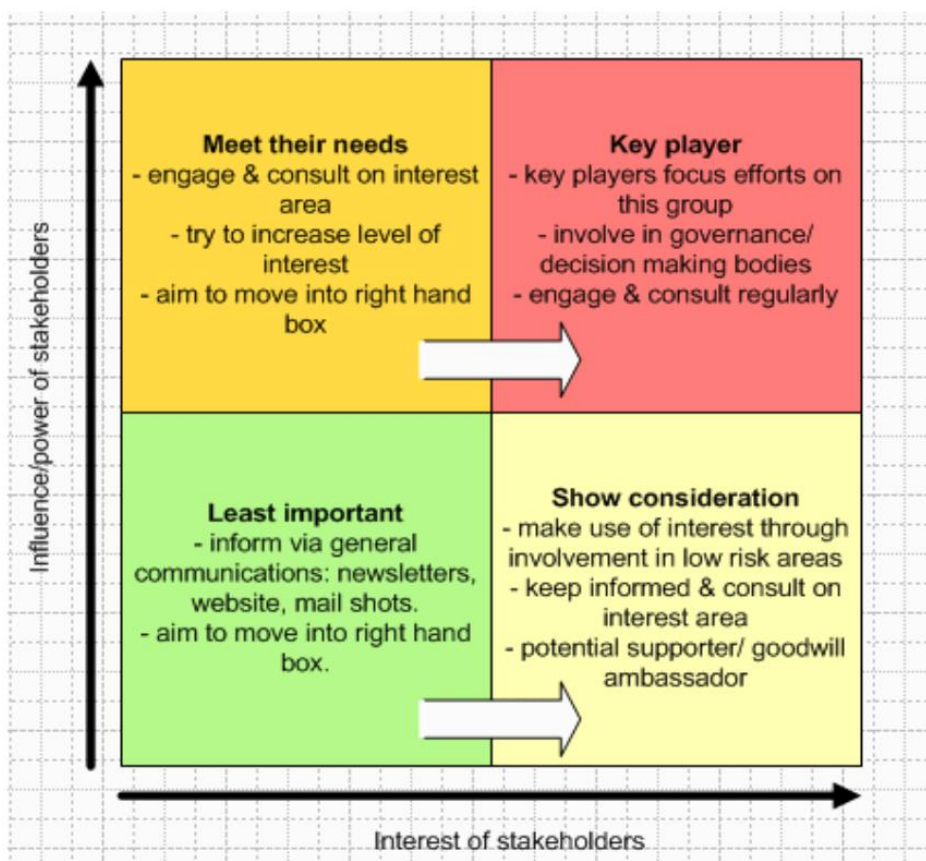 Influence/power of stakeholders
Meet their needs
- engage & consult on interest
area
- try to increase level of
interest
- aim to move into right hand
box
Key player
- key players focus efforts on
this group
- involve in governance/
decision making bodies
- engage & consult regularly
Least important
- inform via general
communications: newsletters,
website, mail shots.
- aim to move into right hand
box.
Show consideration
- make use of interest through
involvement in low risk areas
- keep informed & consult on
interest area
- potential supporter/ goodwill
ambassador
Interest of stakeholders